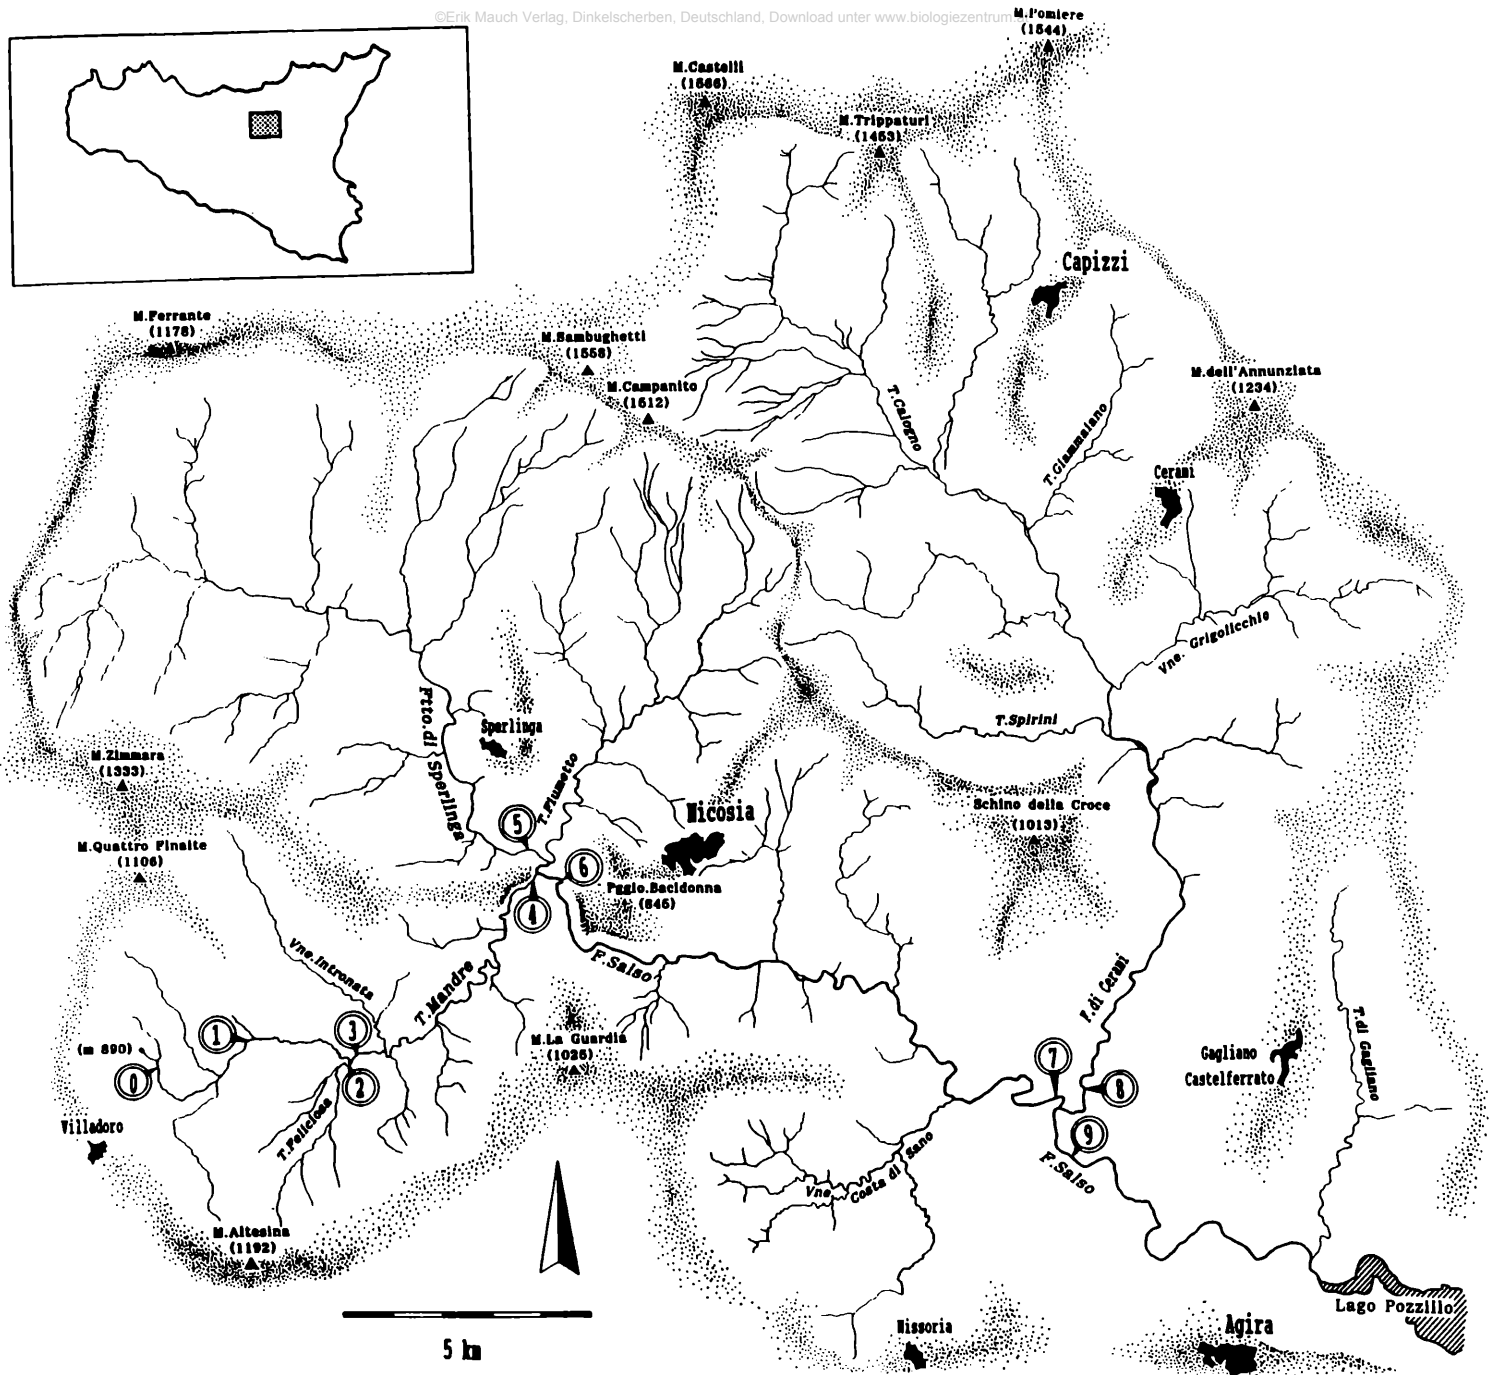 ©Erik Mauch Verlag, Dinkelscherben, Deutschland, Download unter www.biologiezentrum.
M.Pomiere
(1544)
M.Castelli
(1566)
M.Trippaturi
(1453)
Capizzi
M.Ferrante
(1176)
M.Sambughetti
(1558)
M.Campanito
(1512)
M.dell'Annunziata
(1234)
T.Calogno
T.Giammaiano
Cerami
Vne. Grigolicchie
Ftto.di Sperlinga
Sperlinga
T.Spirini
M.Zimmara
(1333)
T.Fiumetto
Nicosia
Schino della Croce
(1013)
5
M.Quattro Finaite
(1106)
6
Pggio.Bacidonna
(845)
4
Vne.Intronata
F.Salso
T.Mandre
F.di Cerami
1
3
M.La Guardia
(1025)
(m 890)
0
2
7
8
Gagliano
Castelferrato
T.di Gagliano
Villadoro
T.Feliciosa
9
Vne Costa di Sano
F.Salso
M.Altesina
(1192)
Lago Pozzillo
5 km
Nissoria
Agira